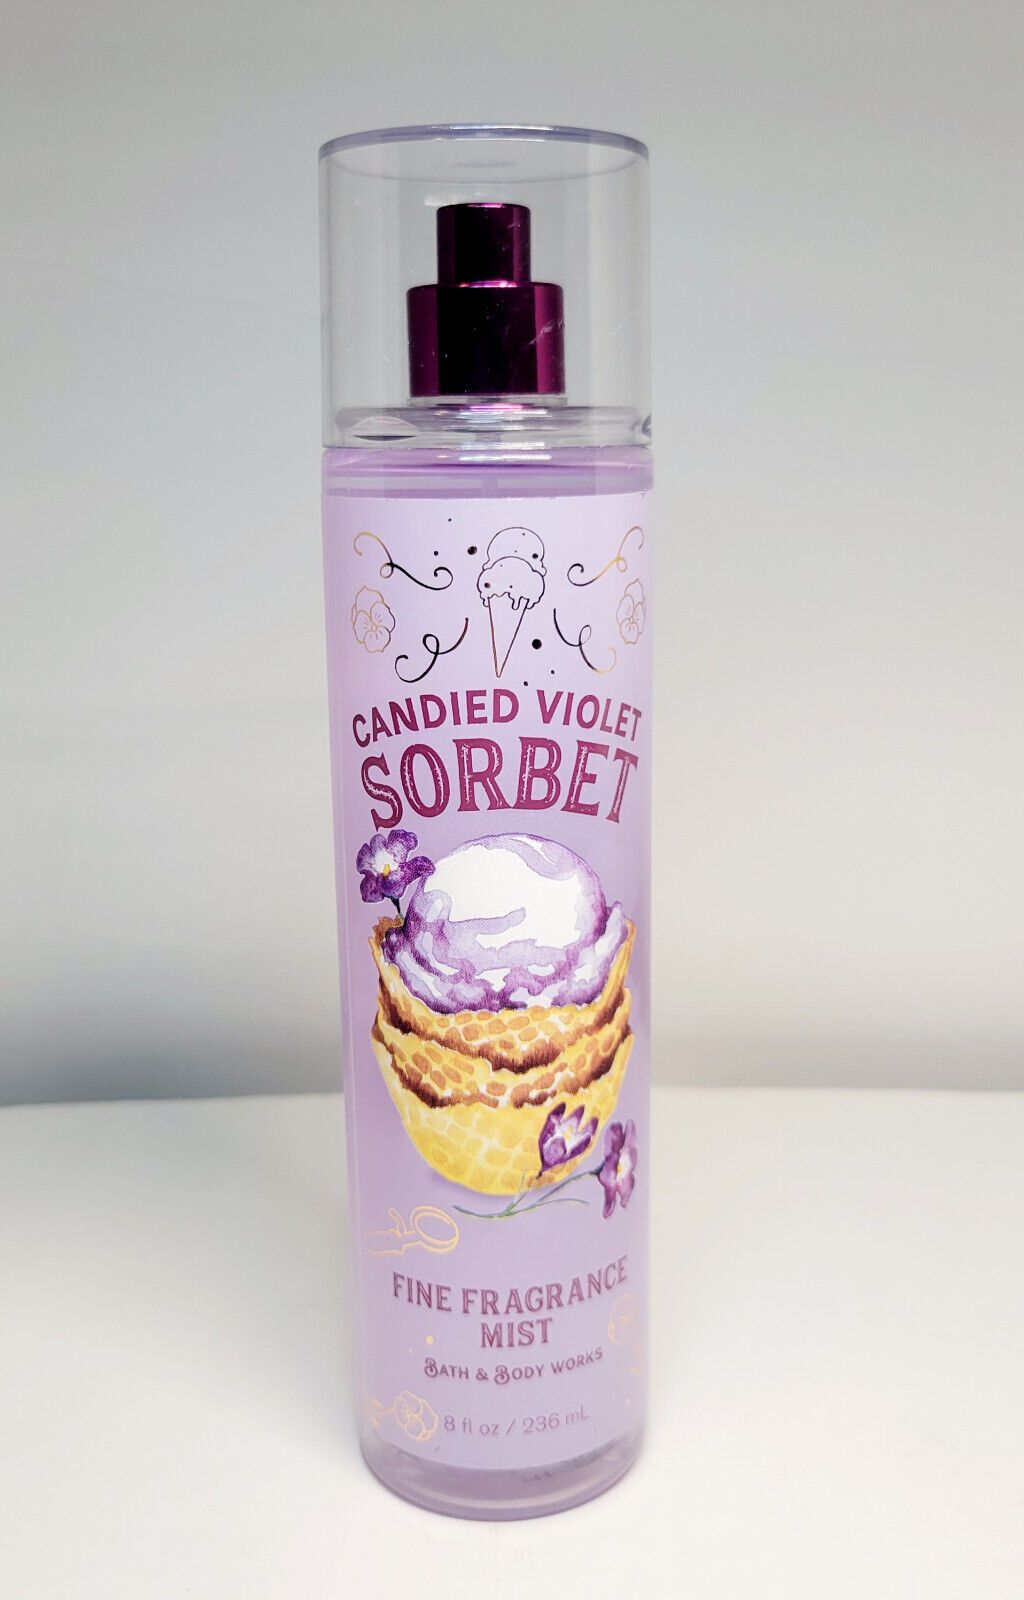 CANDIED VIOLET
SORBET
FINE FRAGRANCE
MIST
BATH & BODY WORKS
8 fl oz / 236 mL